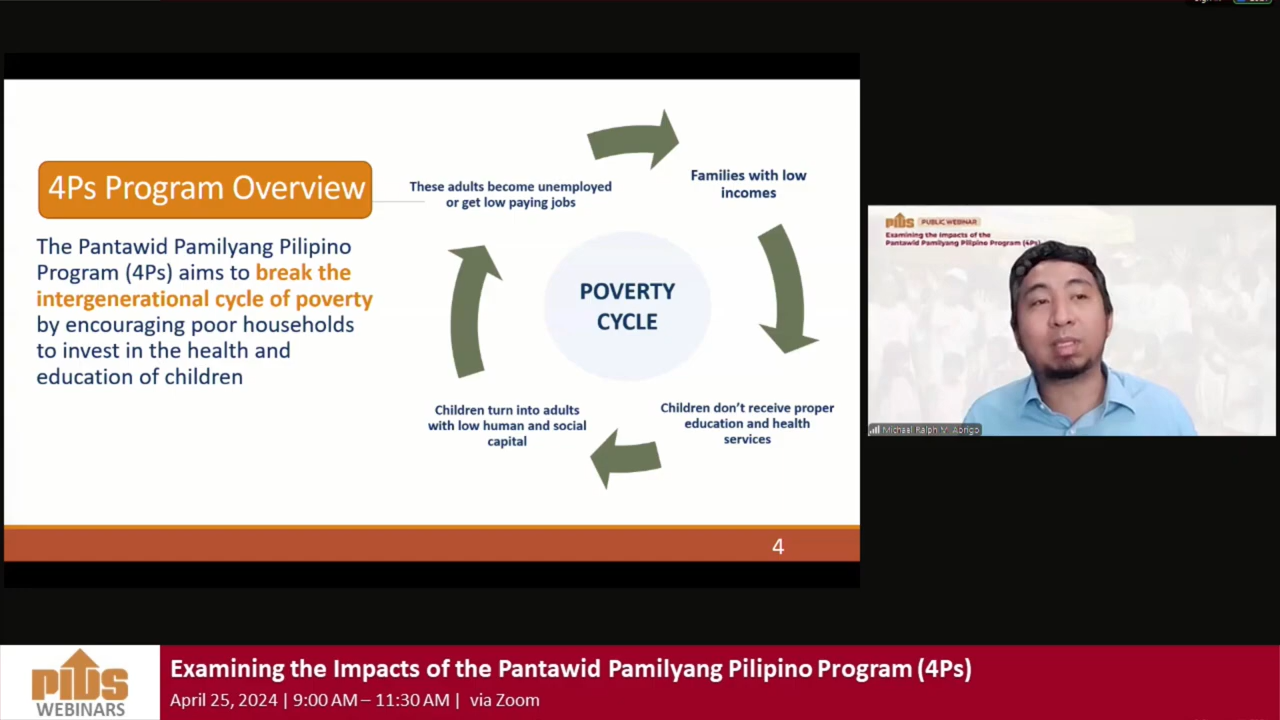 4Ps Program Overview
The Pantawid Pamilyang Pilipino
Program (4Ps) aims to break the
intergenerational cycle of poverty
by encouraging poor households
to invest in the health and
education of children
These adults become unemployed
or get low paying jobs
Families with low
incomes
POVERTY
CYCLE
Children turn into adults
with low human and social
capital
Children don't receive proper
education and health
services
4
PIDS PUBLIC WEBINAR
Examining the Impacts of the
Pantawid Pamilyang Pilipino Program (4Ps)
Michael Ralph M. Abrigo
PIDS
WEBINARS
Examining the Impacts of the Pantawid Pamilyang Pilipino Program (4Ps)
April 25, 2024 | 9:00 AM – 11:30 AM | via Zoom